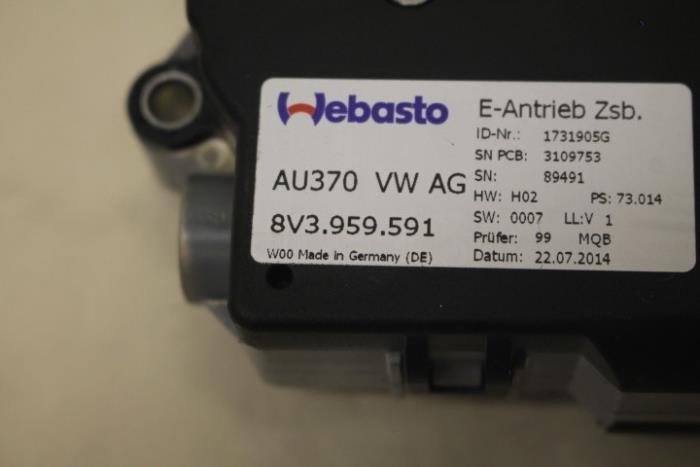 Webasto
AU370 VW AG
8V3.959.591
W00 Made in Germany (DE)
E-Antrieb Zsb.
ID-Nr.: 1731905G
SN PCB: 3109753
SN: 89491
HW: H02 PS: 73.014
SW: 0007 LL:V 1
Prüfer: 99 MQB
Datum: 22.07.2014